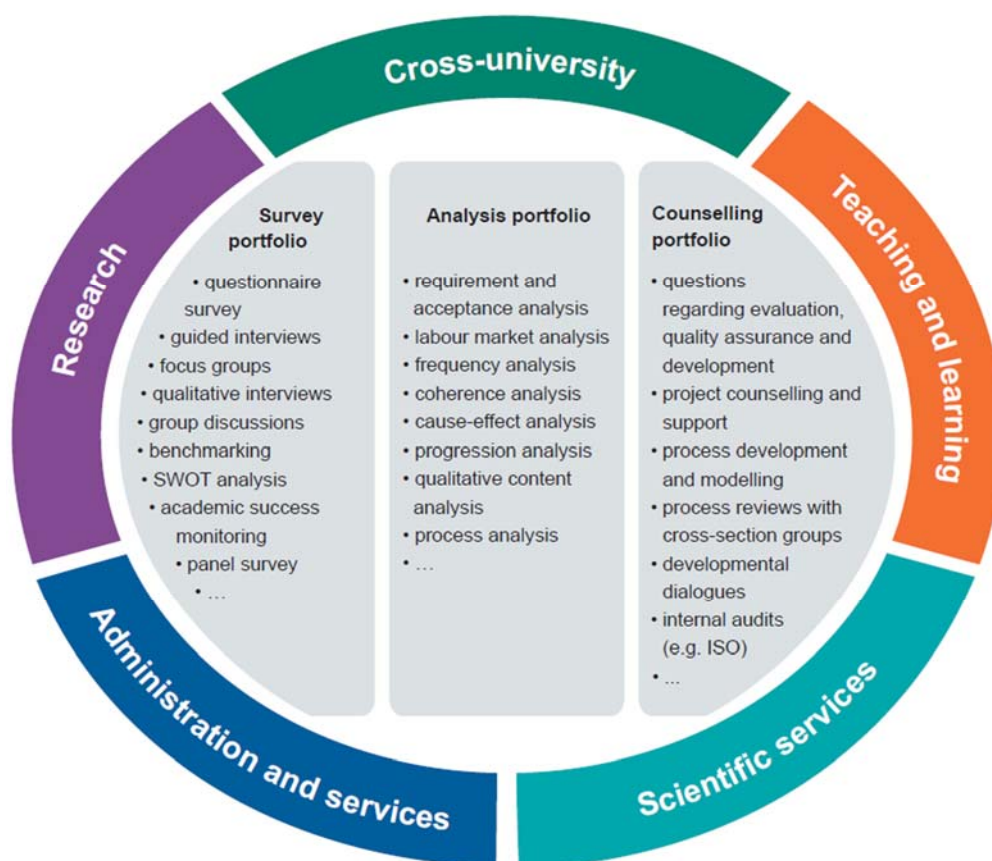 Cross-university
Research
Teaching and learning
Survey
portfolio
• questionnaire
survey
• guided interviews
• focus groups
• qualitative interviews
• group discussions
• benchmarking
• SWOT analysis
• academic success
monitoring
• panel survey
• …
Analysis portfolio
• requirement and
acceptance analysis
• labour market analysis
• frequency analysis
• coherence analysis
• cause-effect analysis
• progression analysis
• qualitative content
analysis
• process analysis
• …
Counselling
portfolio
• questions
regarding evaluation,
quality assurance and
development
• project counselling and
support
• process development
and modelling
• process reviews with
cross-section groups
• developmental
dialogues
• internal audits
(e.g. ISO)
• ...
Administration and services
Scientific services